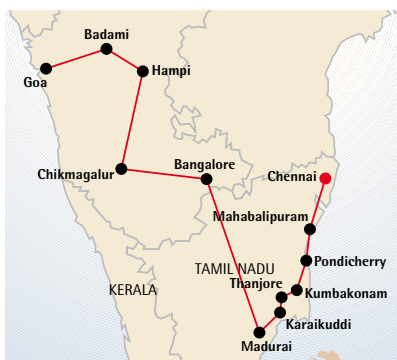 Badami
Hampi
Goa
Bangalore
Chikmagalur
Chennai
Mahabalipuram
Pondicherry
TAMIL NADU
Thanjore
KERALA
Kumbakonam
Karaikuddi
Madurai